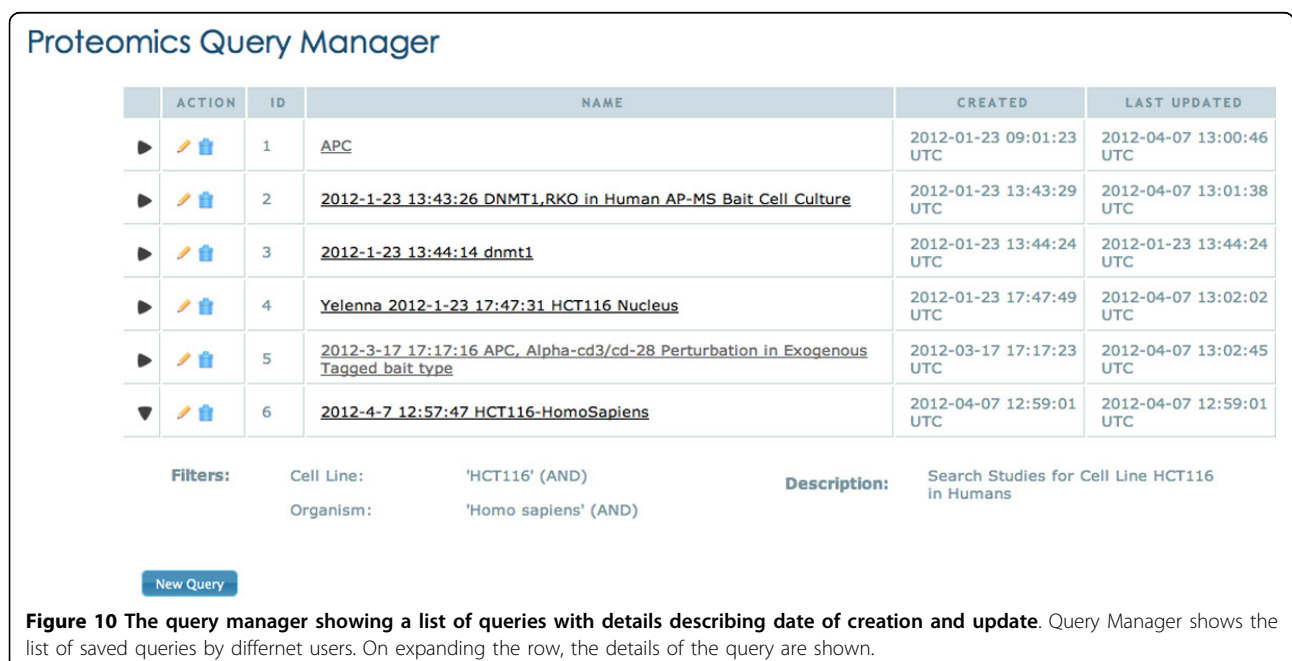 Proteomics Query Manager
ACTION ID NAME CREATED LAST UPDATED
1 APC 2012-01-23 09:01:23 UTC 2012-04-07 13:00:46 UTC
2 2012-1-23 13:43:26 DNMT1,RKO in Human AP-MS Bait Cell Culture 2012-01-23 13:43:29 UTC 2012-04-07 13:01:38 UTC
3 2012-1-23 13:44:14 dnmt1 2012-01-23 13:44:24 UTC 2012-01-23 13:44:24 UTC
4 Yelenna 2012-1-23 17:47:31 HCT116 Nucleus 2012-01-23 17:47:49 UTC 2012-04-07 13:02:02 UTC
5 2012-3-17 17:17:16 APC, Alpha-cd3/cd-28 Perturbation in Exogenous Tagged bait type 2012-03-17 17:17:23 UTC 2012-04-07 13:02:45 UTC
6 2012-4-7 12:57:47 HCT116-HomoSapiens 2012-04-07 12:59:01 UTC 2012-04-07 12:59:01 UTC
Filters: Cell Line: 'HCT116' (AND)
Organism: 'Homo sapiens' (AND)
Description: Search Studies for Cell Line HCT116
in Humans
New Query
Figure 10 The query manager showing a list of queries with details describing date of creation and update. Query Manager shows the
list of saved queries by differnet users. On expanding the row, the details of the query are shown.